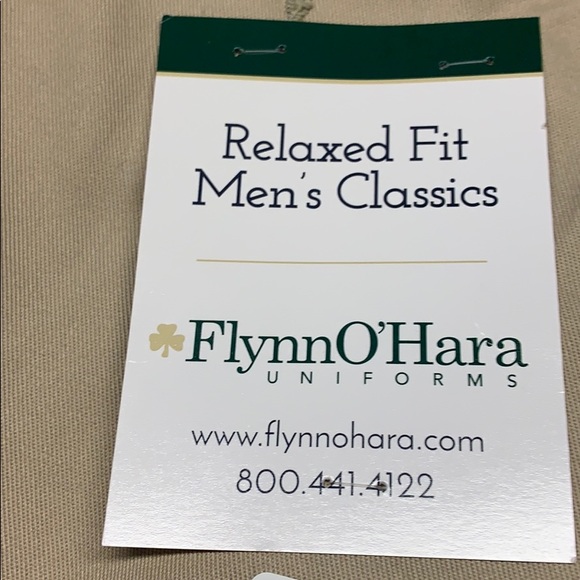 Relaxed Fit
Men's Classics
FlynnO'Hara
UNIFORMS
www.flynnohara.com
800.441.4122